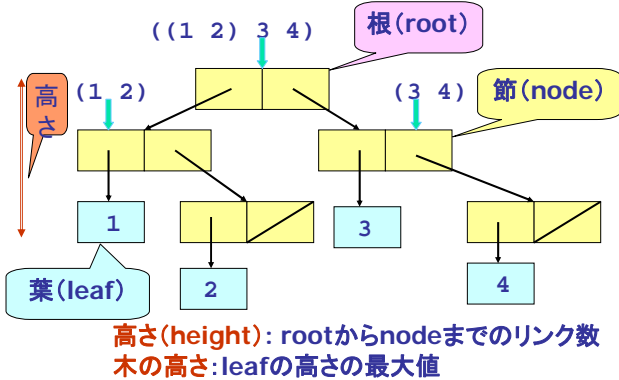 ((1 2) 3 4)
根(root)
高さ
(1 2)
(3 4)
節(node)
1
3
葉(leaf)
2
4
高さ(height): rootからnodeまでのリンク数
木の高さ:leafの高さの最大値